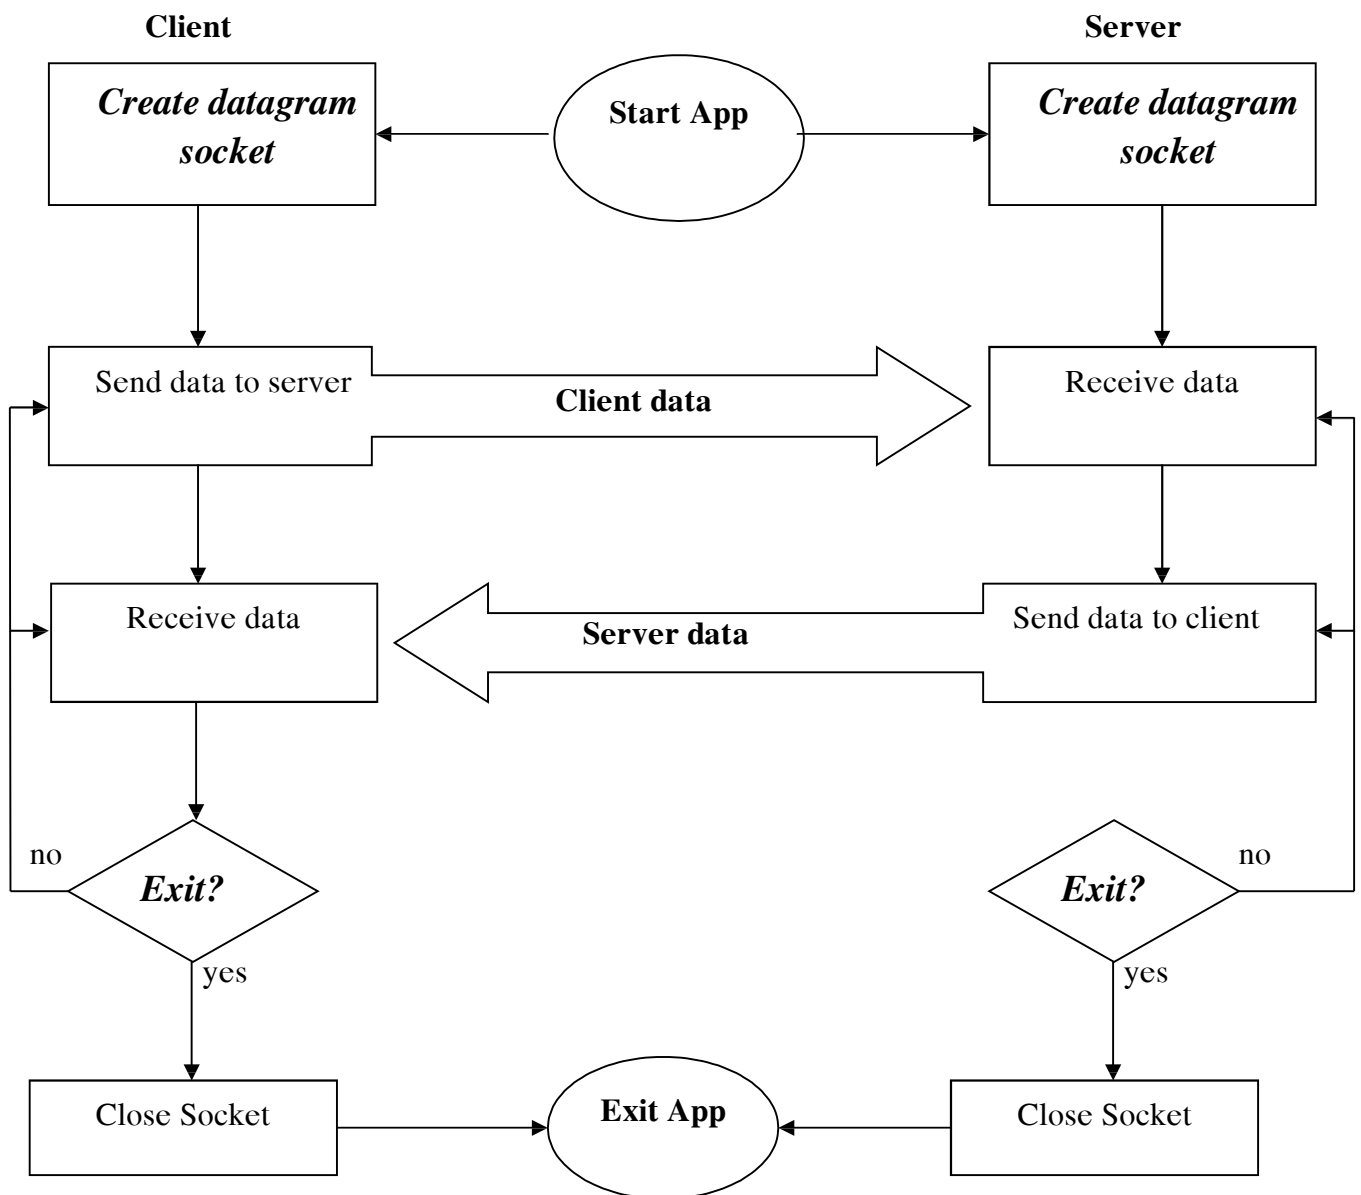 Client
Server
Create datagram
socket
Start App
Create datagram
socket
Send data to server
Client data
Receive data
Receive data
Server data
Send data to client
no
Exit?
yes
no
Exit?
yes
Close Socket
Exit App
Close Socket